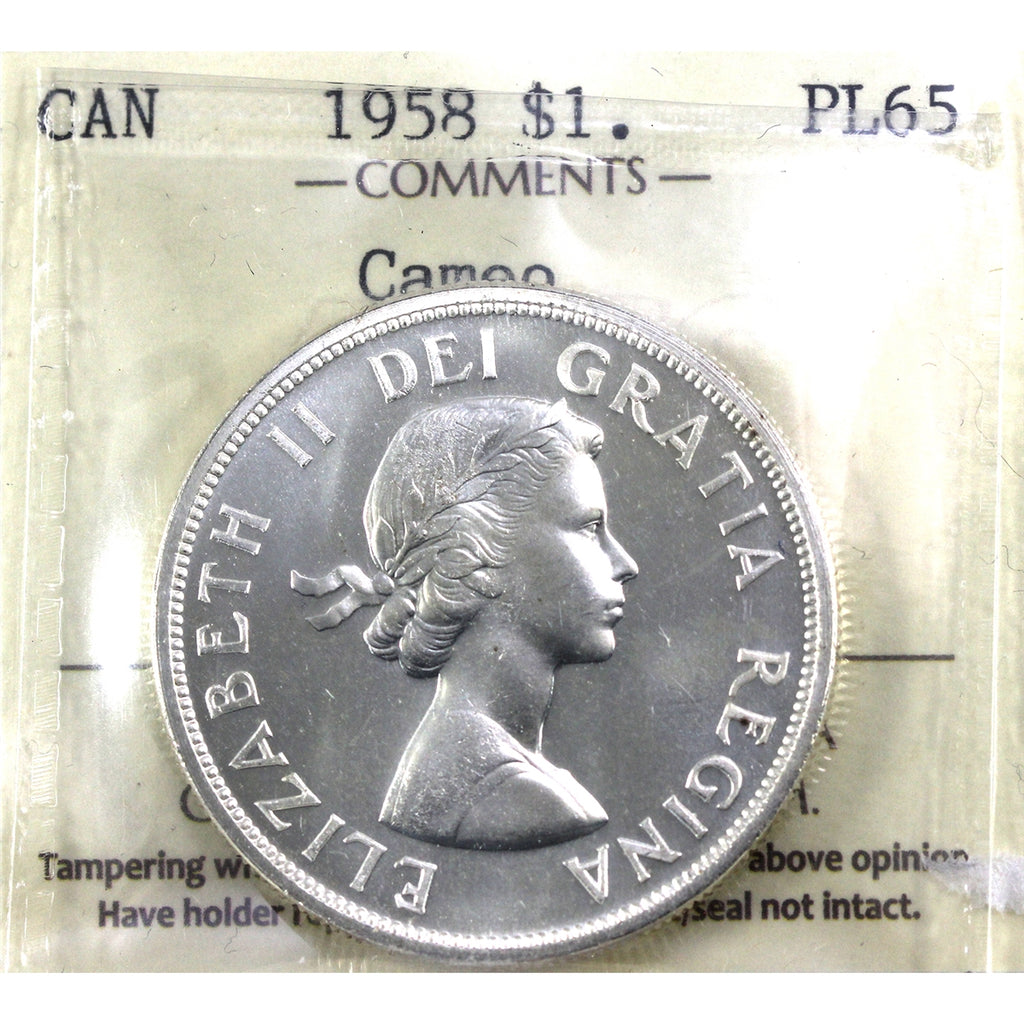 CAN 1958 $1. PL65
COMMENTS
Cameo
ELIZABETH II DEI GRATIA REGINA
Tampering above opinion
Have holder seal not intact.